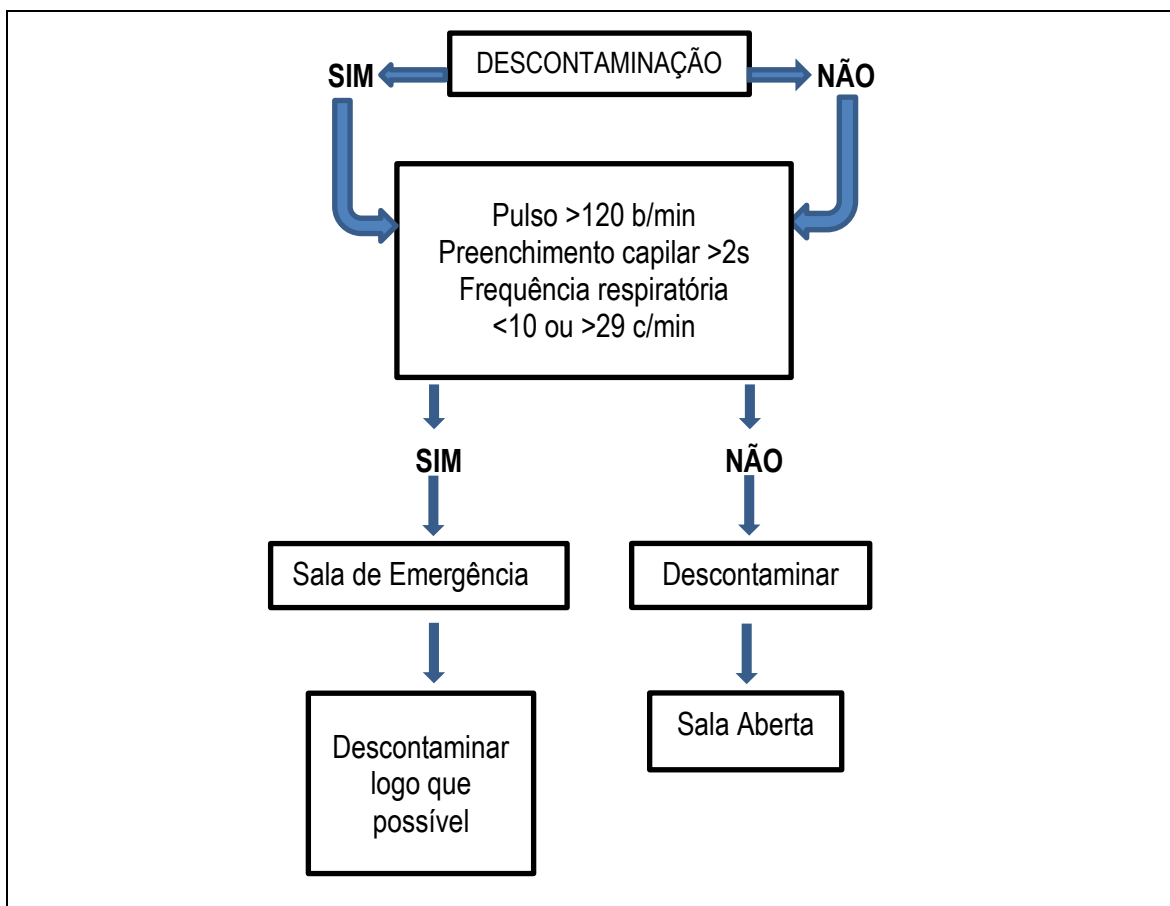 DESCONTAMINAÇÃO
SIM
NÃO
Pulso >120 b/min
Preenchimento capilar >2s
Frequência respiratória
<10 ou >29 c/min
SIM
NÃO
Sala de Emergência
Descontaminar
Descontaminar
logo que
possível
Sala Aberta